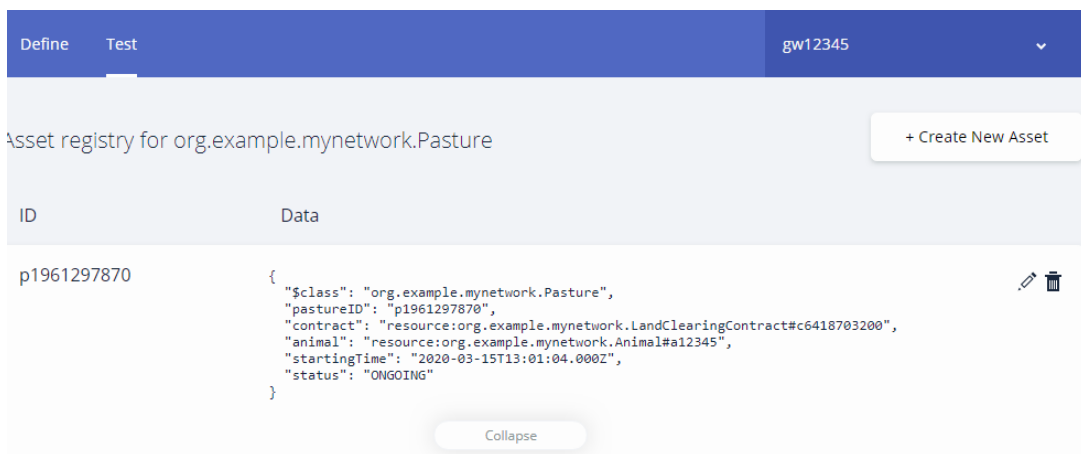 Define Test gw12345
Asset registry for org.example.mynetwork.Pasture + Create New Asset
ID Data
p1961297870
{
"$class": "org.example.mynetwork.Pasture",
"pastureID": "p1961297870",
"contract": "resource:org.example.mynetwork.LandClearingContract#c6418703200",
"animal": "resource:org.example.mynetwork.Animal#a12345",
"startingTime": "2020-03-15T13:01:04.000Z",
"status": "ONGOING"
}
Collapse